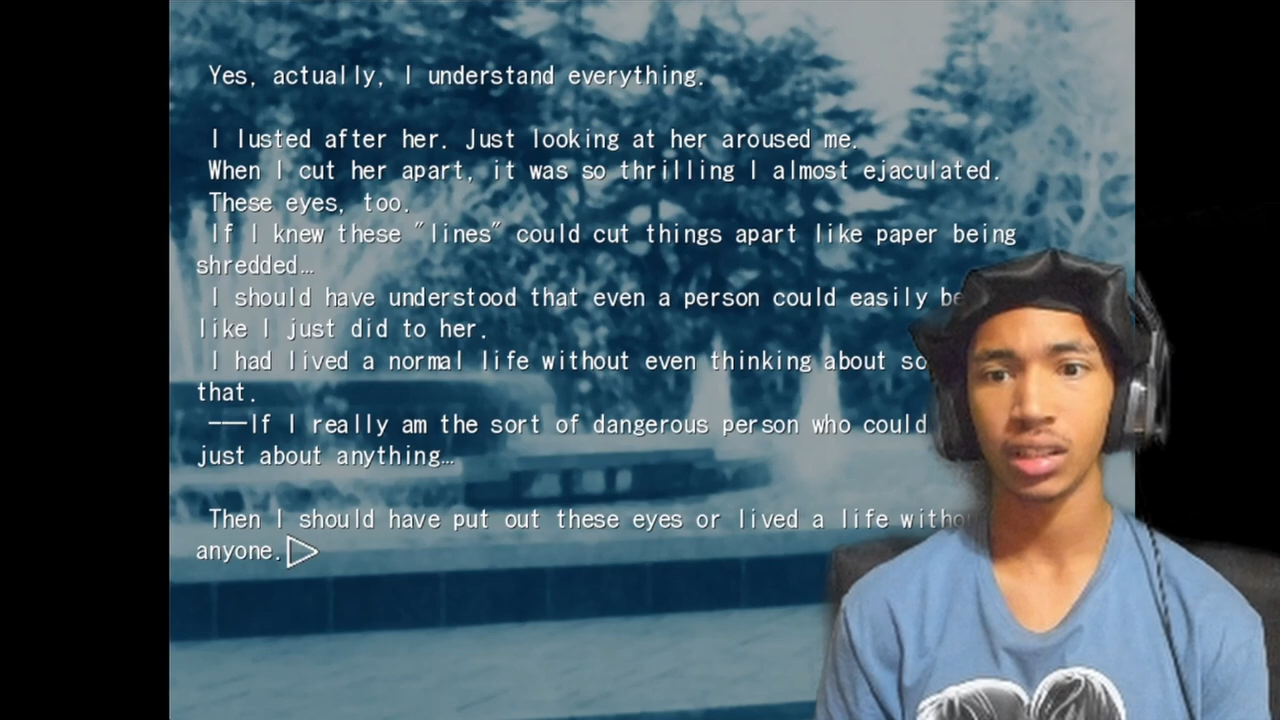 Yes, actually, I understand everything.
I lusted after her. Just looking at her aroused me.
When I cut her apart, it was so thrilling I almost ejaculated.
These eyes, too.
If I knew these "lines" could cut things apart like paper being
shredded…
I should have understood that even a person could easily be
like I just did to her.
I had lived a normal life without even thinking about so
that.
──If I really am the sort of dangerous person who could
just about anything…
Then I should have put out these eyes or lived a life
anyone.